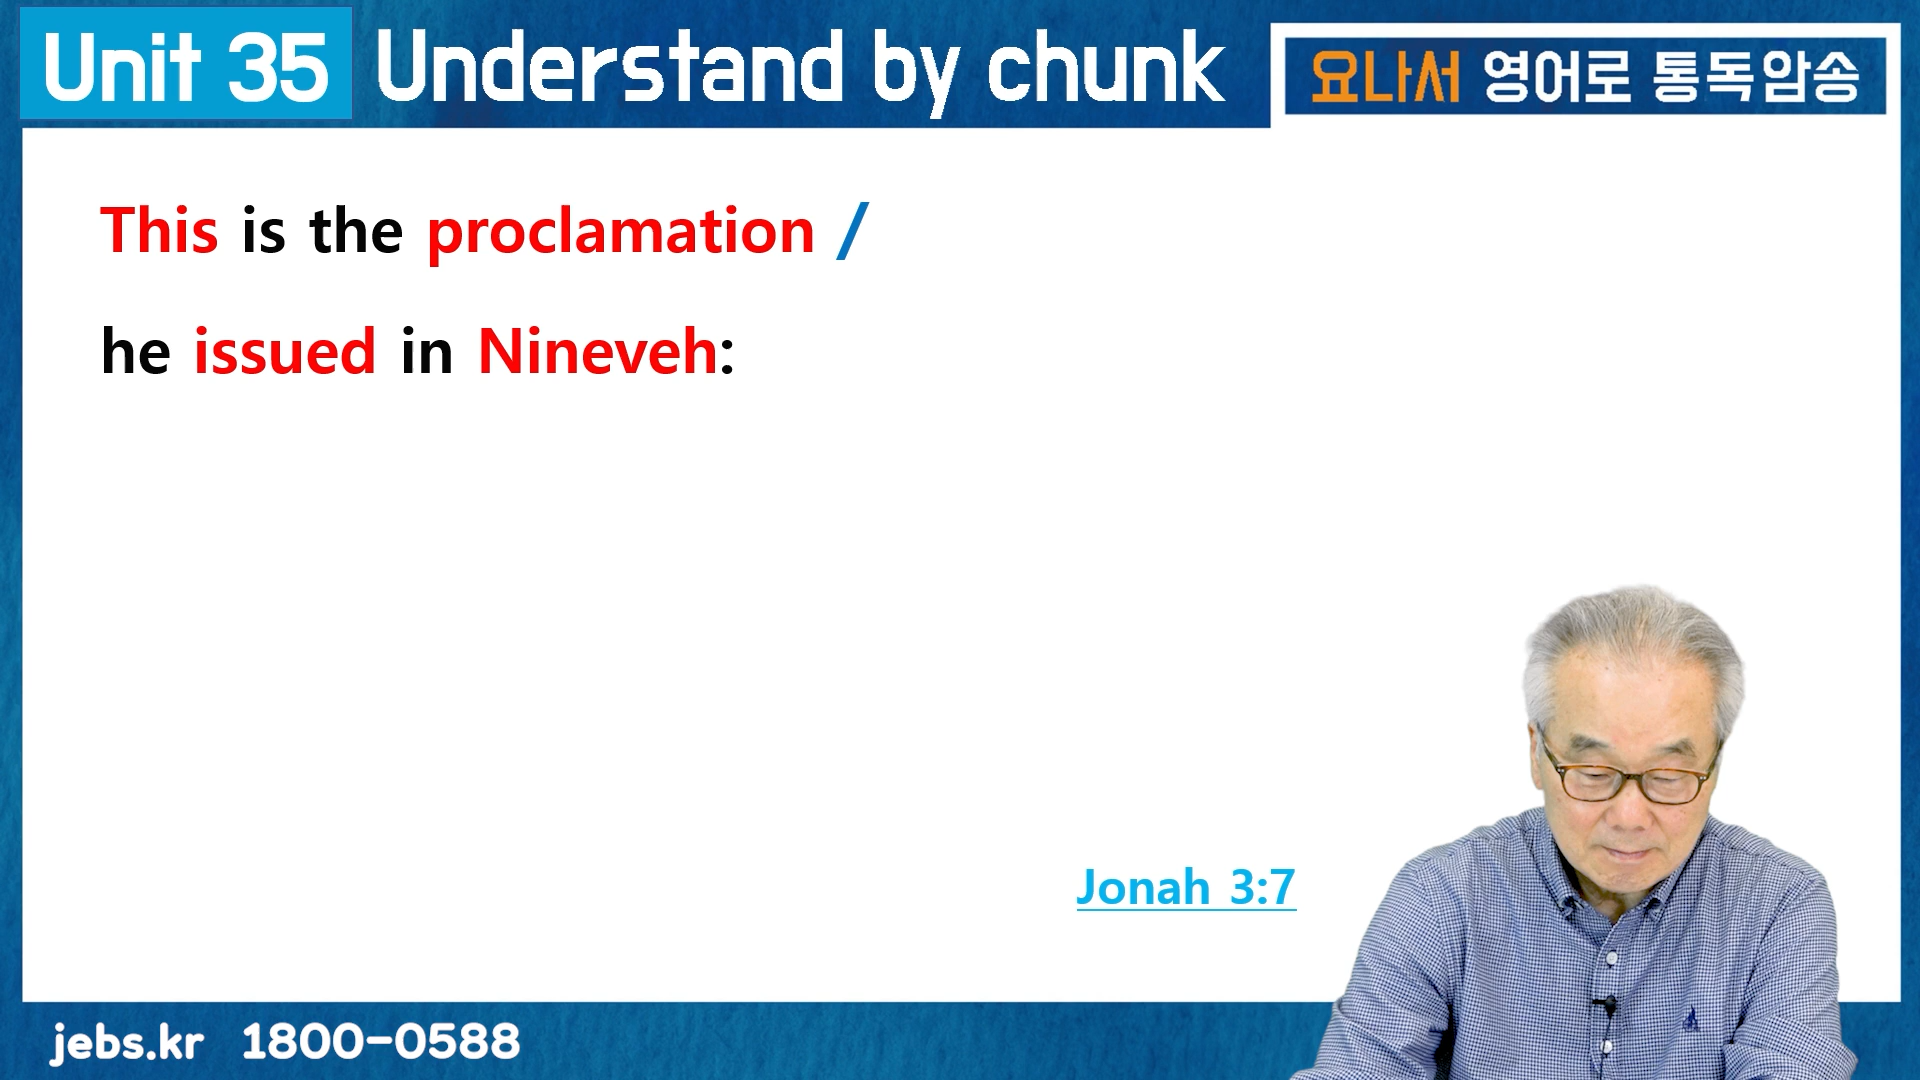 Unit 35 Understand by chunk
요나서 영어로 통독암송
This is the proclamation /
he issued in Nineveh:
Jonah 3:7
jebs.kr 1800-0588